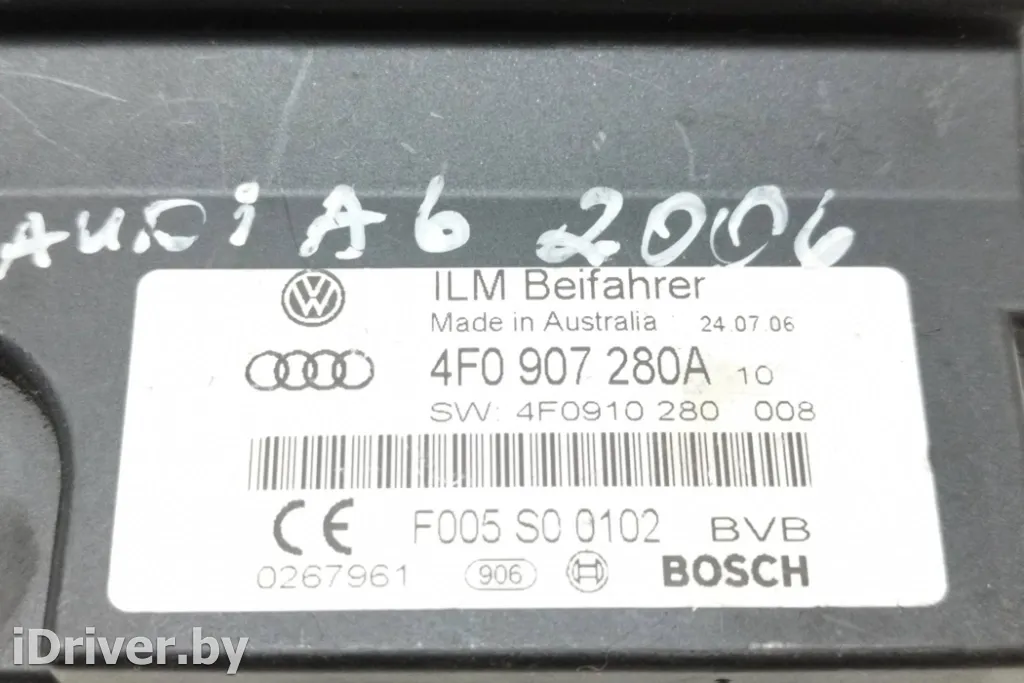 AUDI A6 2006
ILM Beifahrer
Made in Australia 24.07.06
4F0 907 280A 10
SW: 4F0910 280 008
CE F005 S0 0102 BVB
0267961 906 BOSCH
iDriver.by